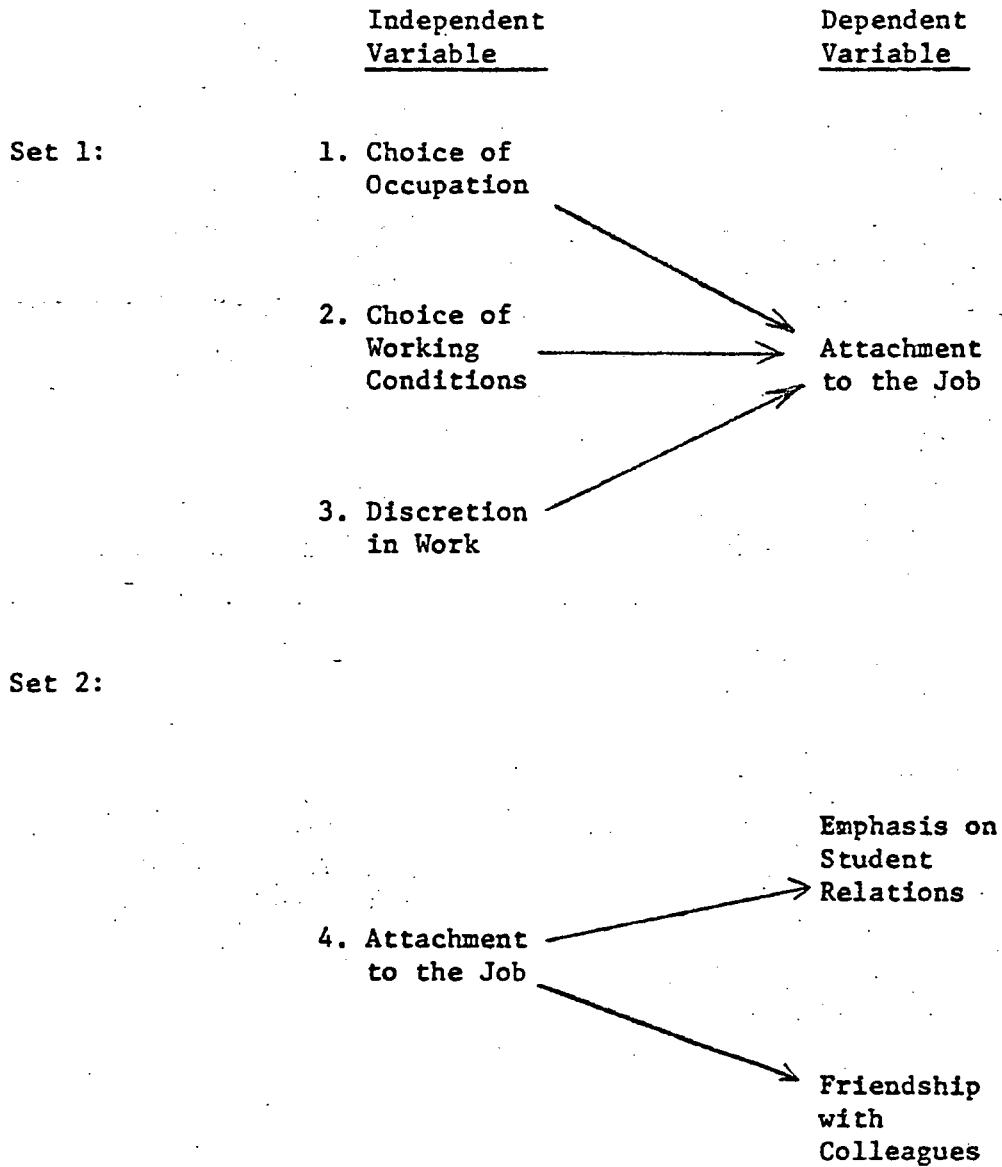 Independent Dependent
Variable Variable
Set 1:
1. Choice of
Occupation
2. Choice of
Working
Conditions
Attachment
to the Job
3. Discretion
in Work
Set 2:
Emphasis on
Student
Relations
4. Attachment
to the Job
Friendship
with
Colleagues